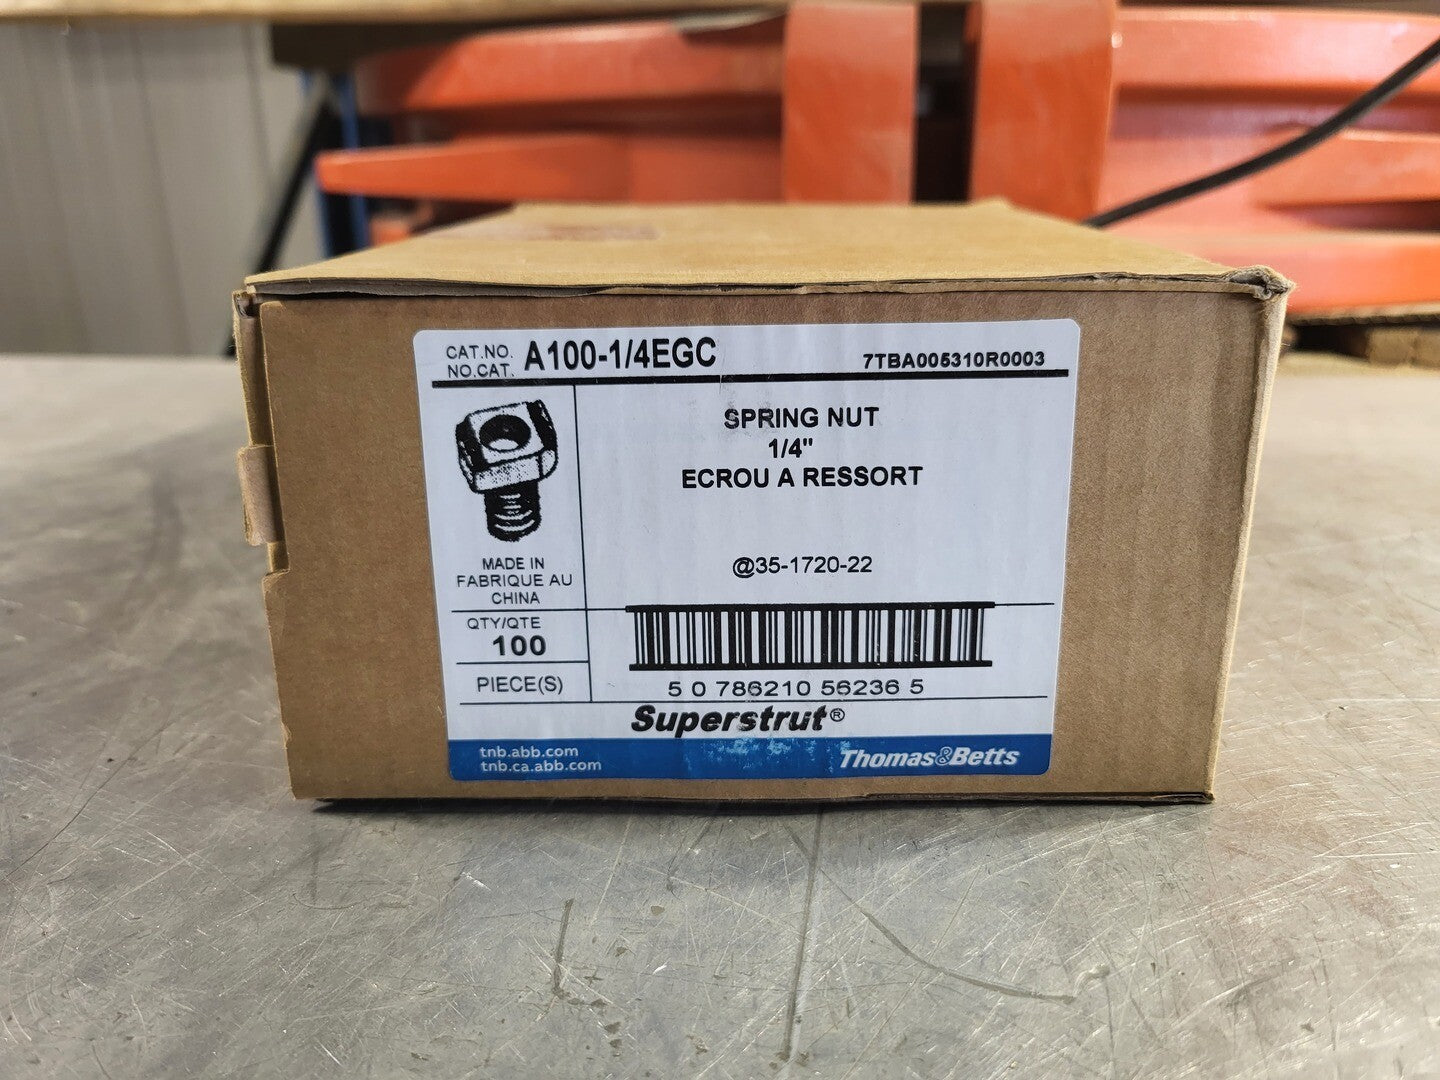 CAT.NO.
NO.CAT.
A100-1/4EGC
7TBA005310R0003
SPRING NUT
1/4"
ECROU A RESSORT
@35-1720-22
MADE IN
FABRIQUE AU
CHINA
QTY/QTE
100
PIECE(S)
5 0 786210 56236 5
Superstrut®
tnb.abb.com
tnb.ca.abb.com
Thomas&Betts